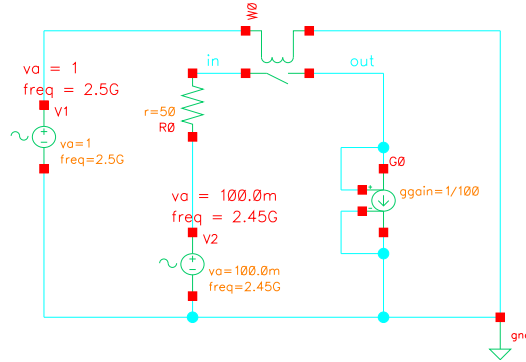 W0
in
out
va = 1
freq = 2.5G
V1
va=1
freq=2.5G
r=50
R0
G0
ggain=1/100
va = 100.0m
freq = 2.45G
V2
va=100.0m
freq=2.45G